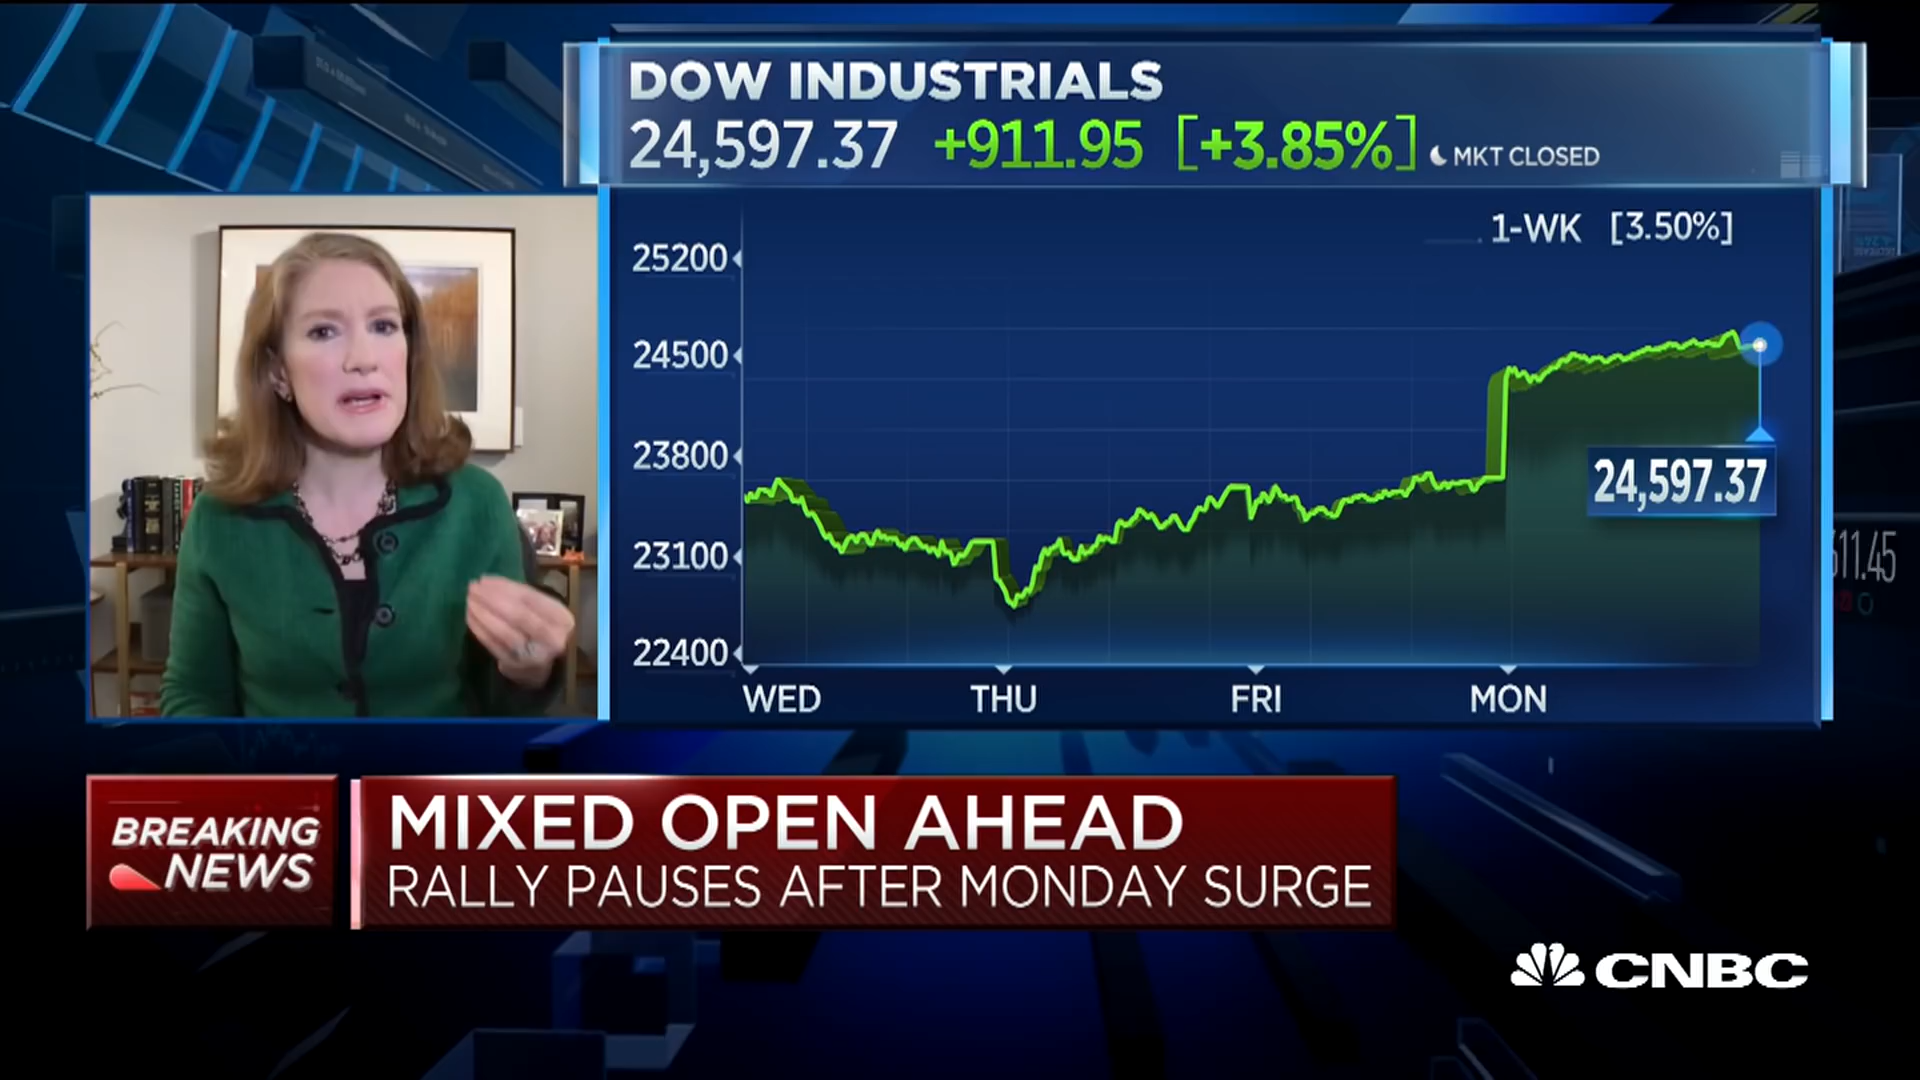 DOW INDUSTRIALS
24,597.37 +911.95 [+3.85%] MKT CLOSED
1-WK [3.50%]
25200
24500
23800
23100
22400
24,597.37
WED THU FRI MON
BREAKING
NEWS
MIXED OPEN AHEAD
RALLY PAUSES AFTER MONDAY SURGE
CNBC